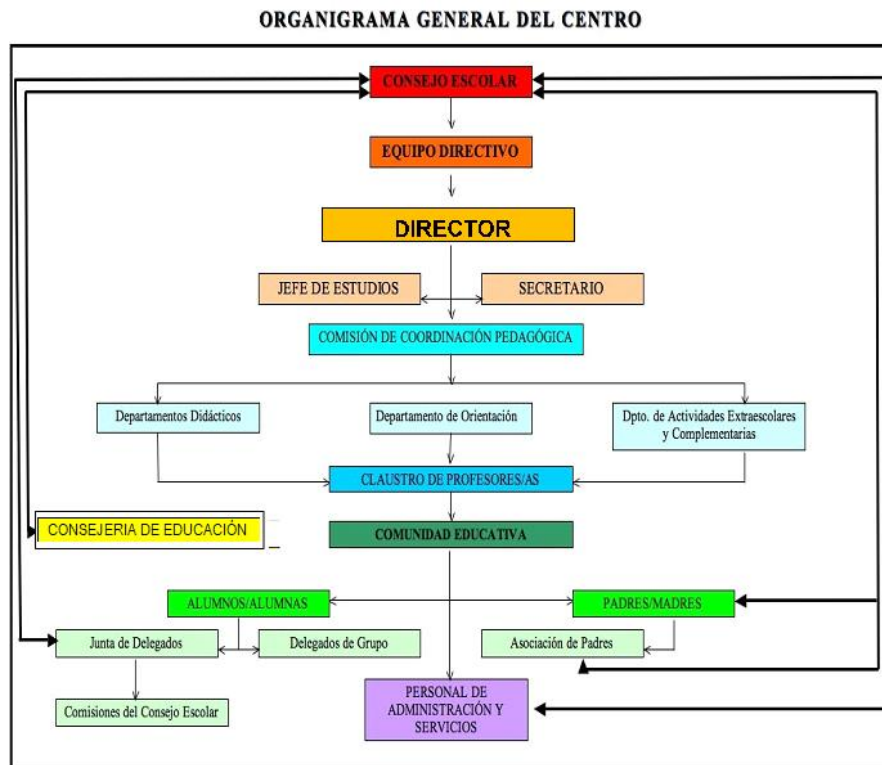 ORGANIGRAMA GENERAL DEL CENTRO
CONSEJO ESCOLAR
EQUIPO DIRECTIVO
DIRECTOR
JEFE DE ESTUDIOS
SECRETARIO
COMISIÓN DE COORDINACIÓN PEDAGÓGICA
Departamentos Didácticos
Departamento de Orientación
Dpto. de Actividades Extraescolares
y Complementarias
CLAUSTRO DE PROFESORES/AS
CONSEJERIA DE EDUCACIÓN
COMUNIDAD EDUCATIVA
ALUMNOS/ALUMNAS
PADRES/MADRES
Junta de Delegados
Delegados de Grupo
Asociación de Padres
Comisiones del Consejo Escolar
PERSONAL DE
ADMINISTRACIÓN Y
SERVICIOS